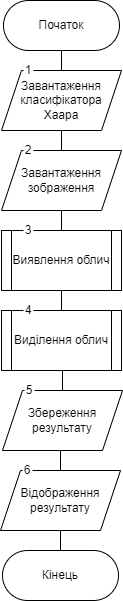 Початок
1
Завантаження
класифікатора
Хаара
2
Завантаження
зображення
3
Виявлення облич
4
Виділення облич
5
Збереження
результату
6
Відображення
результату
Кінець